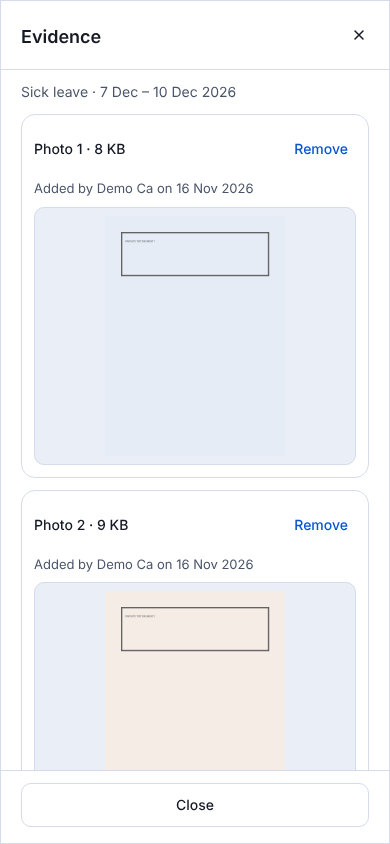 Evidence
Sick leave · 7 Dec – 10 Dec 2026
Photo 1 · 8 KB
Remove
Added by Demo Ca on 16 Nov 2026
Photo 2 · 9 KB
Remove
Added by Demo Ca on 16 Nov 2026
Close